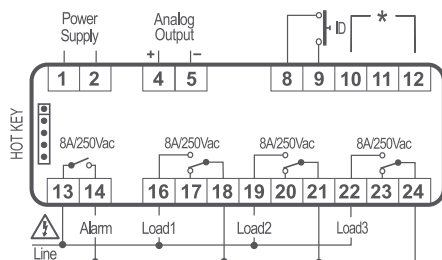 Power Supply
Analog Output
+ −
ID
*
1 2 4 5 8 9 10 11 12
HOT KEY
8A/250Vac 8A/250Vac 8A/250Vac 8A/250Vac
13 14 16 17 18 19 20 21 22 23 24
Alarm Load1 Load2 Load3
Line